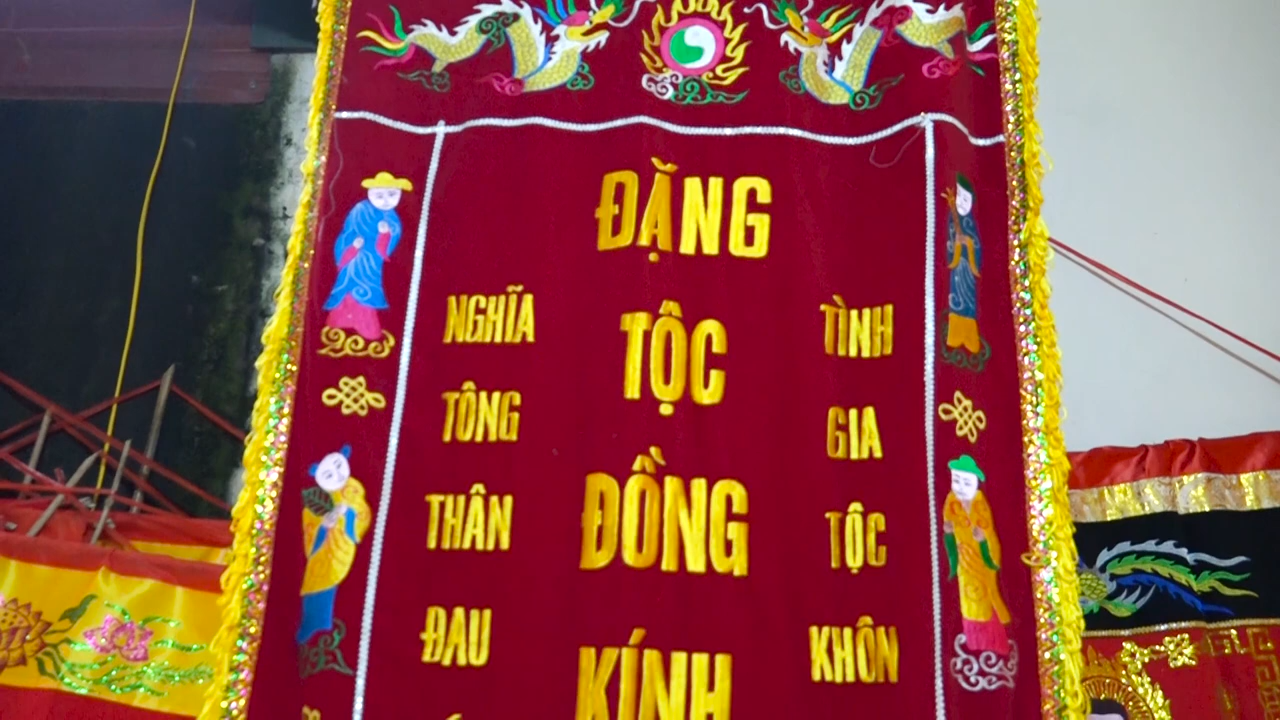 ĐẶNG
TỘC
ĐỒNG
KÍNH
NGHĨA
TÔNG
THÂN
ĐAU
TÌNH
GIA
TỘC
KHÔN